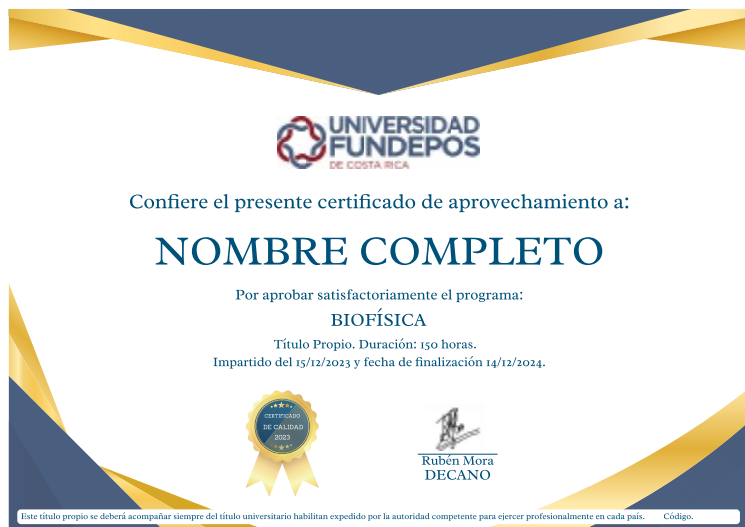 UNIVERSIDAD
FUNDEPOS
DE COSTA RICA
Confiere el presente certificado de aprovechamiento a:
NOMBRE COMPLETO
Por aprobar satisfactoriamente el programa:
BIOFÍSICA
Título Propio. Duración: 150 horas.
Impartido del 15/12/2023 y fecha de finalización 14/12/2024.
CERTIFICADO
DE CALIDAD
2023
Rubén Mora
DECANO
Este título propio se deberá acompañar siempre del título universitario habilitan expedido por la autoridad competente para ejercer profesionalmente en cada país. Código.